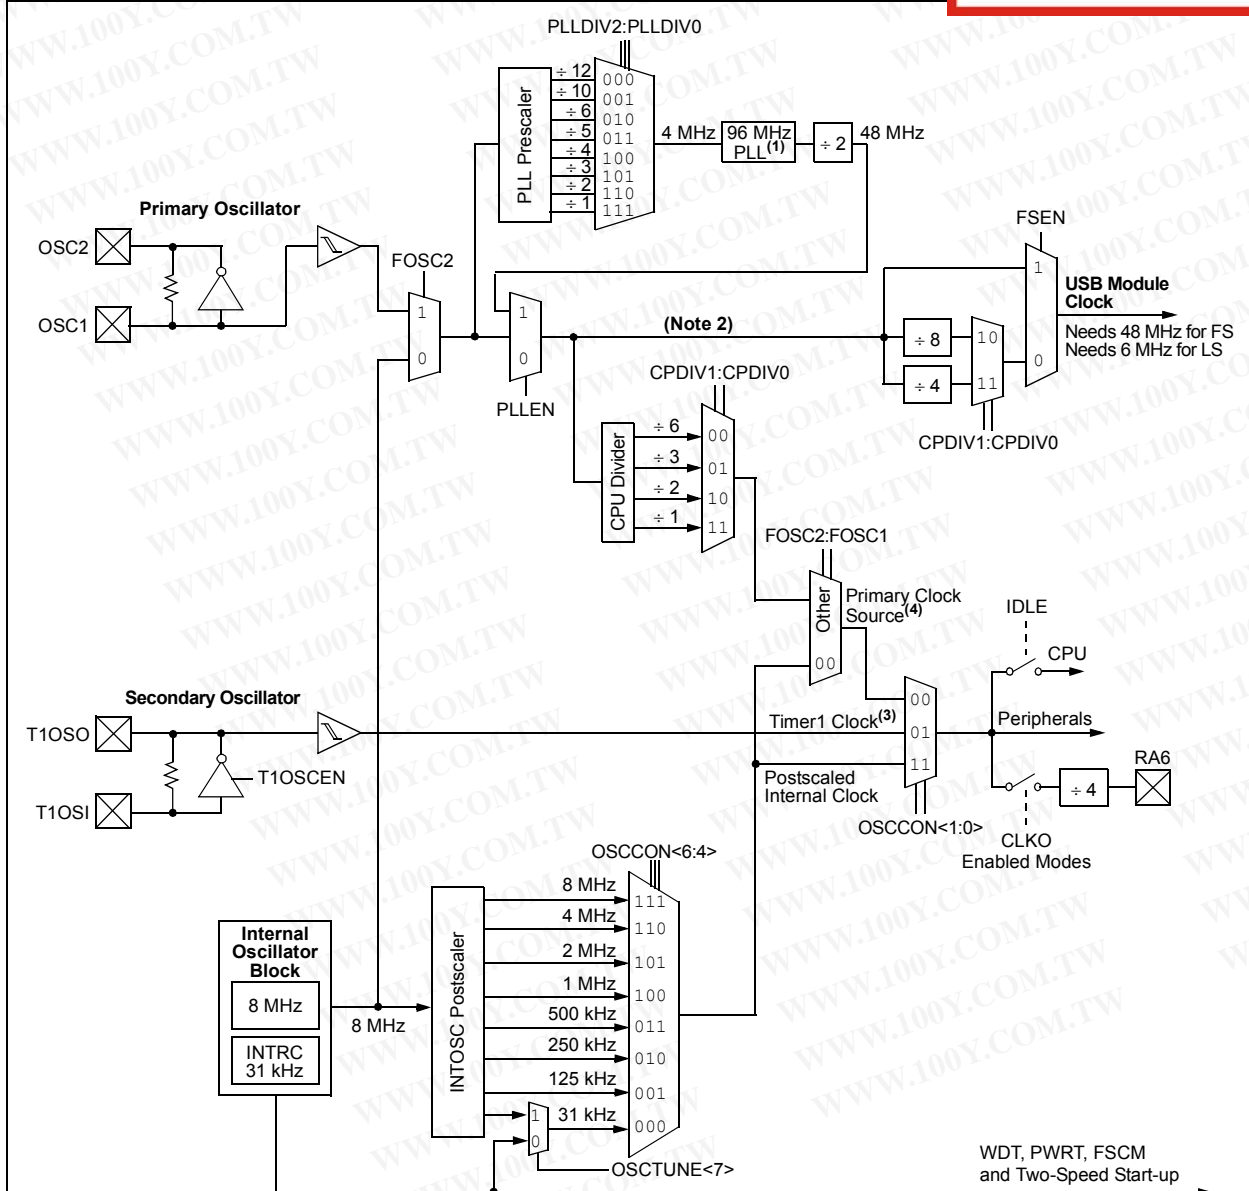 PLLDIV2:PLLDIV0
PLL Prescaler
÷ 12
÷ 10
÷ 6
÷ 5
÷ 4
÷ 3
÷ 2
÷ 1
000
001
010
011
100
101
110
111
4 MHz
96 MHz
PLL(1)
÷ 2
48 MHz
Primary Oscillator
OSC2
OSC1
FOSC2
1
0
1
0
PLLEN
(Note 2)
FSEN
1
0
USB Module
Clock
Needs 48 MHz for FS
Needs 6 MHz for LS
÷ 8
÷ 4
10
11
CPDIV1:CPDIV0
CPDIV1:CPDIV0
CPU Divider
÷ 6
÷ 3
÷ 2
÷ 1
00
01
10
11
FOSC2:FOSC1
Other
00
Primary Clock
Source(4)
IDLE
CPU
Peripherals
RA6
÷ 4
CLKO
Enabled Modes
Secondary Oscillator
T1OSO
T1OSI
T1OSCEN
Timer1 Clock(3)
00
01
11
Postscaled
Internal Clock
OSCCON<1:0>
OSCCON<6:4>
Internal
Oscillator
Block
8 MHz
INTRC
31 kHz
8 MHz
INTOSC Postscaler
8 MHz
4 MHz
2 MHz
1 MHz
500 kHz
250 kHz
125 kHz
31 kHz
111
110
101
100
011
010
001
000
1
0
OSCTUNE<7>
WDT, PWRT, FSCM
and Two-Speed Start-up
WWW.100Y.COM.TW